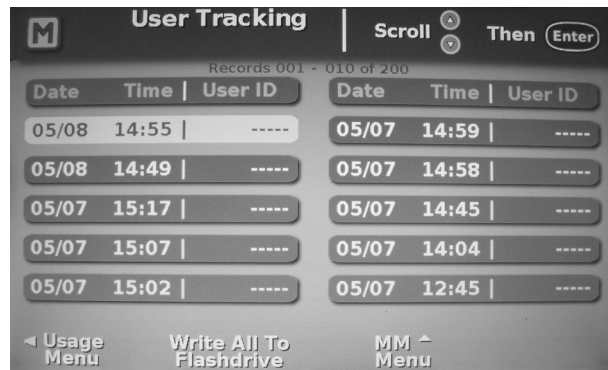 M User Tracking | Scroll Then Enter
Records 001 - 010 of 200
Date Time | User ID Date Time | User ID
05/08 14:55 | ----- 05/07 14:59 | -----
05/08 14:49 | ----- 05/07 14:58 | -----
05/07 15:17 | ----- 05/07 14:45 | -----
05/07 15:07 | ----- 05/07 14:04 | -----
05/07 15:02 | ----- 05/07 12:45 | -----
Usage Write All To MM
Menu Flashdrive Menu